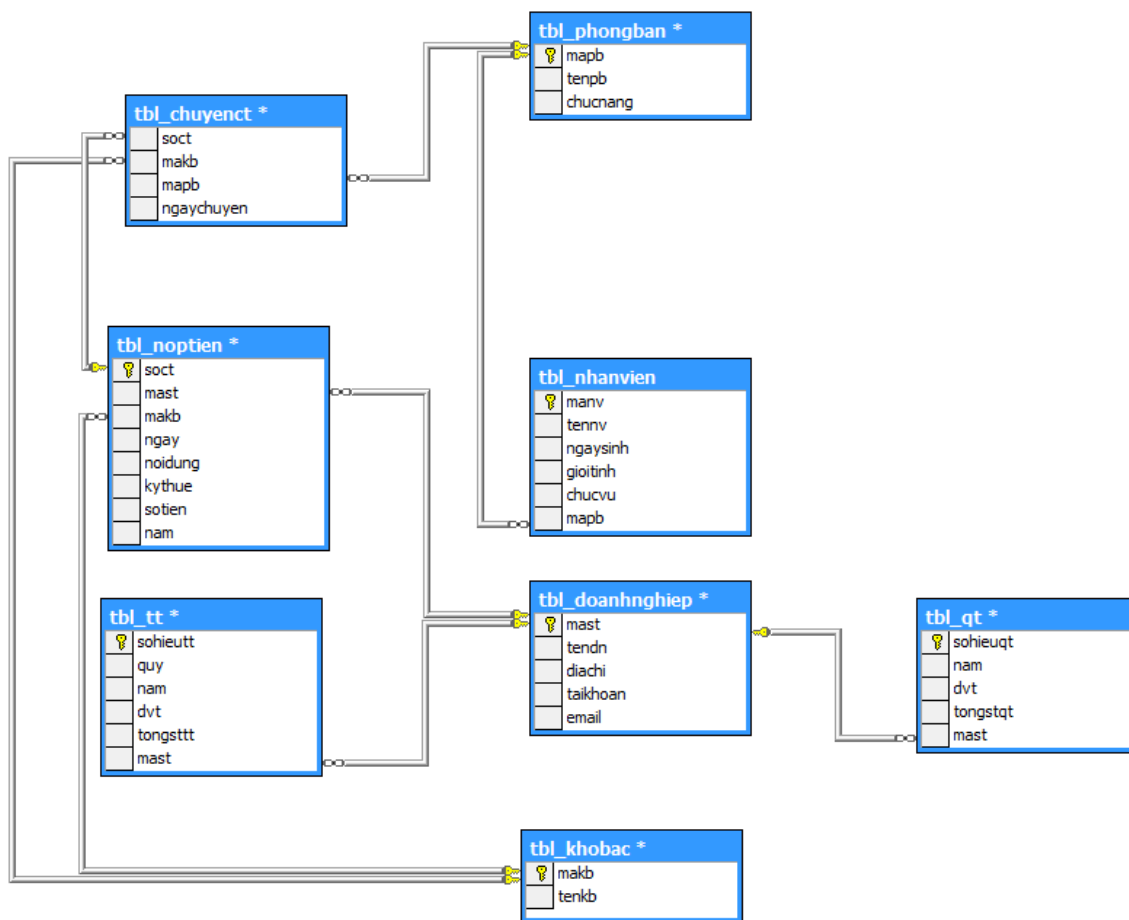 tbl_phongban *
mapb
tenpb
chucnang
tbl_chuyenct *
soct
makb
mapb
ngaychuyen
tbl_noptien *
soct
mast
makb
ngay
noidung
kythue
sotien
nam
tbl_nhanvien
manv
tennv
ngaysinh
gioitinh
chucvu
mapb
tbl_tt *
sohieutt
quy
nam
dvt
tongsttt
mast
tbl_doanhnghiep *
mast
tendn
diachi
taikhoan
email
tbl_qt *
sohieuqt
nam
dvt
tongstqt
mast
tbl_khobac *
makb
tenkb